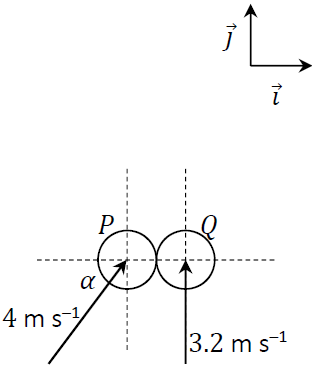 j⃗
i⃗
P
Q
α
4 m s⁻¹
3.2 m s⁻¹